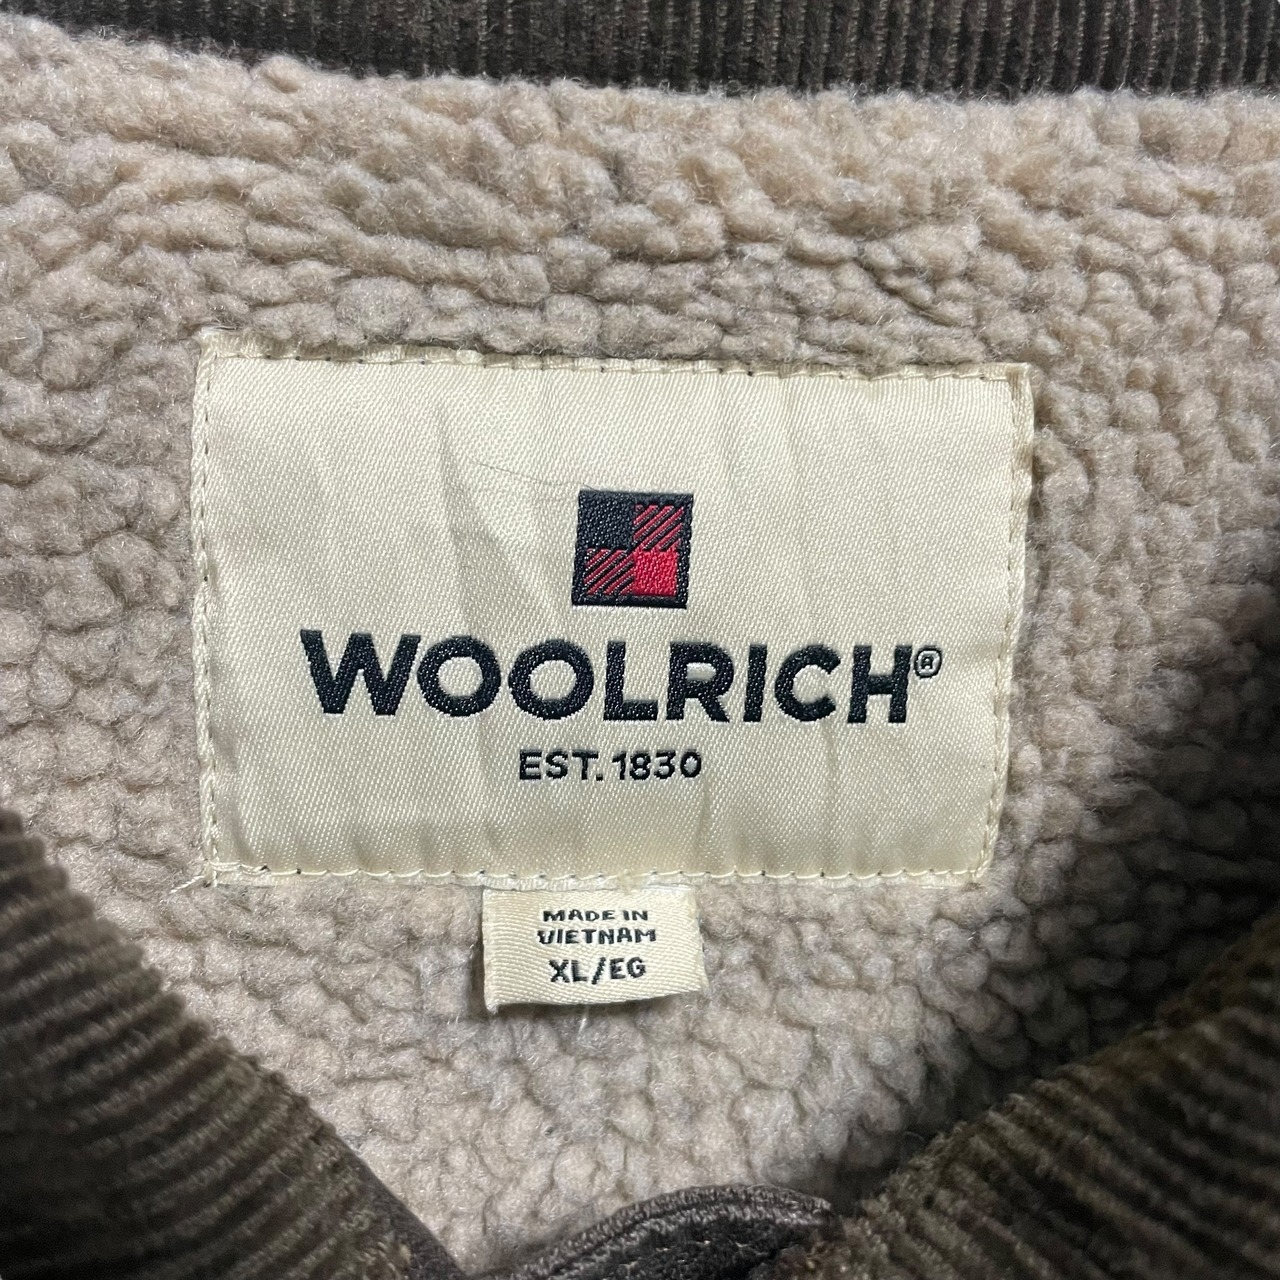 WOOLRICH®
EST. 1830
MADE IN
VIETNAM
XL/EG